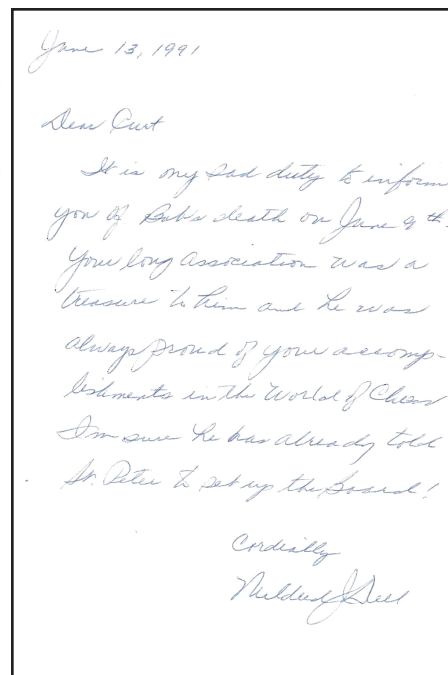 June 13, 1991
Dear Curt
It is my sad duty to inform
you of Bob's death on June 9th.
Your long association was a
treasure to him and he was
always proud of your accomp-
lishments in the World of Chess
I'm sure he has already told
St. Peter to set up the Board!
Cordially
Mildred J.